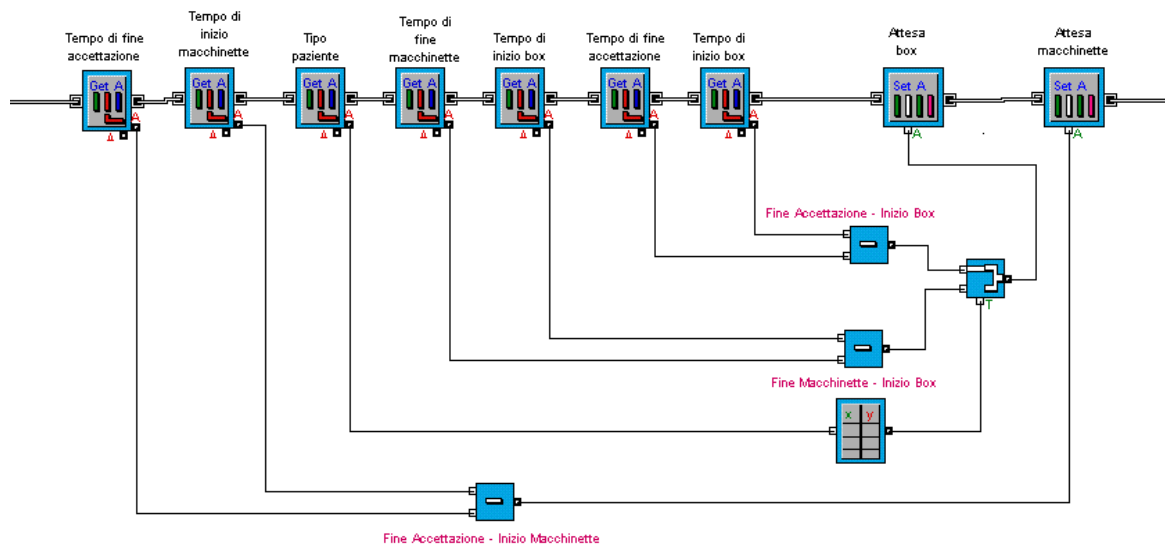 Tempo di fine
accettazione
Tempo di
inizio
macchinette
Tipo
paziente
Tempo di
fine
macchinette
Tempo di
inizio box
Tempo di fine
accettazione
Tempo di
inizio box
Attesa
box
Attesa
macchinette
Get A
Get A
Get A
Get A
Get A
Get A
Get A
Set A
Set A
A
A
A
A
A
A
A
Δ
Δ
Δ
Δ
Δ
Δ
Δ
A
A
Fine Accettazione - Inizio Box
T
Fine Macchinette - Inizio Box
x y
Fine Accettazione - Inizio Macchinette